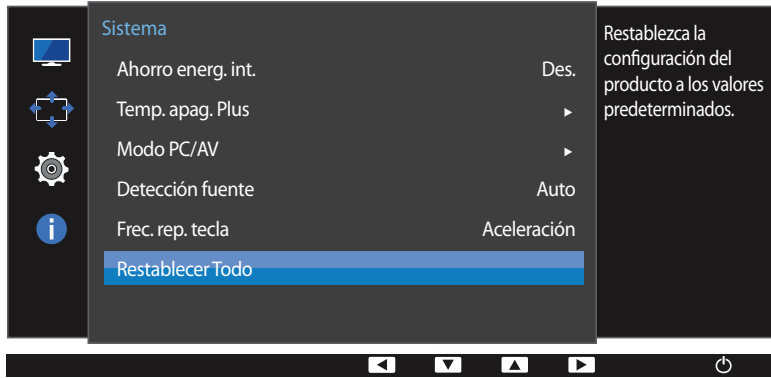 Sistema
Ahorro energ. int. Des.
Temp. apag. Plus ►
Modo PC/AV ►
Detección fuente Auto
Frec. rep. tecla Aceleración
Restablecer Todo
Restablezca la
configuración del
producto a los valores
predeterminados.